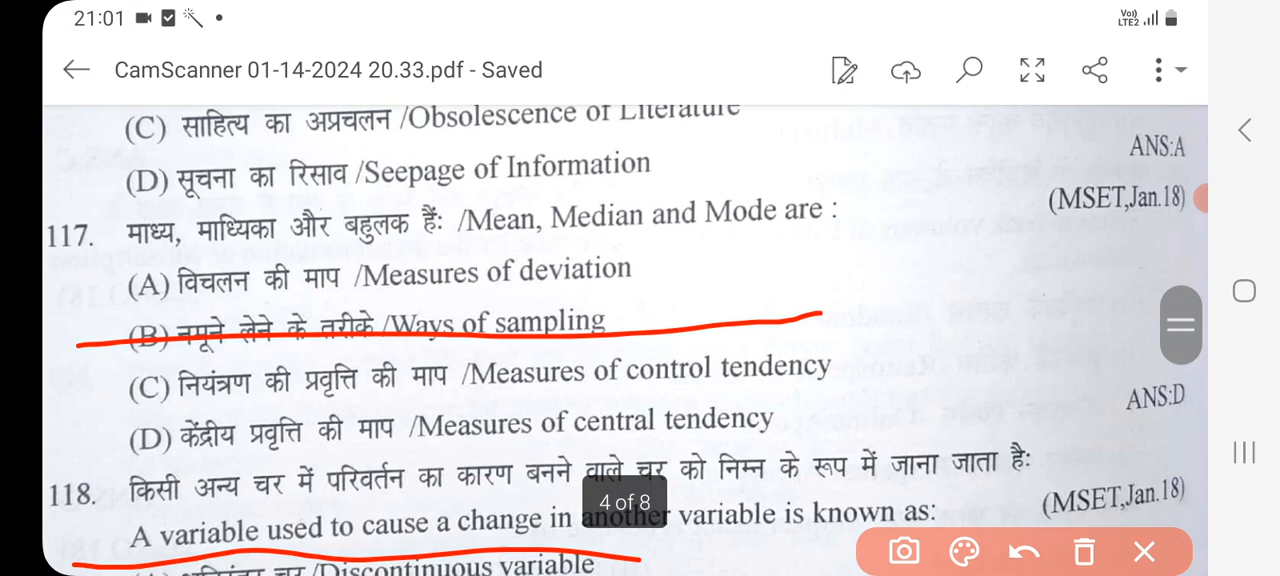 21:01
Vo)) LTE2
CamScanner 01-14-2024 20.33.pdf - Saved
(C) साहित्य का अप्रचलन /Obsolescence of Literature
ANS:A
(D) सूचना का रिसाव /Seepage of Information
(MSET,Jan.18)
117. माध्य, माध्यिका और बहुलक हैंः /Mean, Median and Mode are :
(A) विचलन की माप /Measures of deviation
(B) नमूने लेने के तरीके /Ways of sampling
(C) नियंत्रण की प्रवृत्ति की माप /Measures of control tendency
ANS:D
(D) केंद्रीय प्रवृत्ति की माप /Measures of central tendency
118. किसी अन्य चर में परिवर्तन का कारण बनने वाले चर को निम्न के रूप में जाना जाता हैः
(MSET,Jan.18)
4 of 8
A variable used to cause a change in another variable is known as:
चर /Discontinuous variable